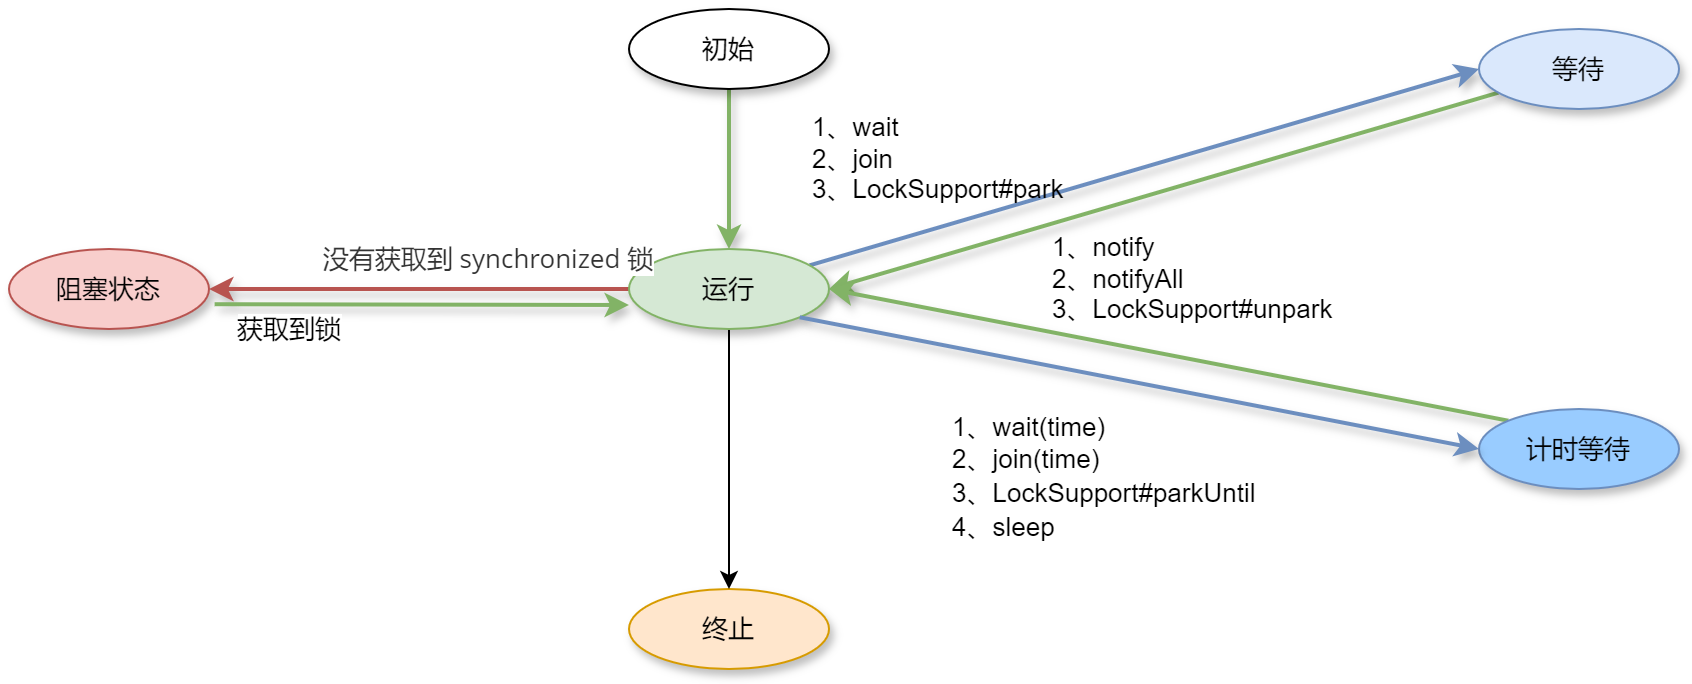 初始
等待
1、wait
2、join
3、LockSupport#park
没有获取到 synchronized 锁
1、notify
2、notifyAll
3、LockSupport#unpark
阻塞状态
运行
获取到锁
1、wait(time)
2、join(time)
3、LockSupport#parkUntil
4、sleep
计时等待
终止